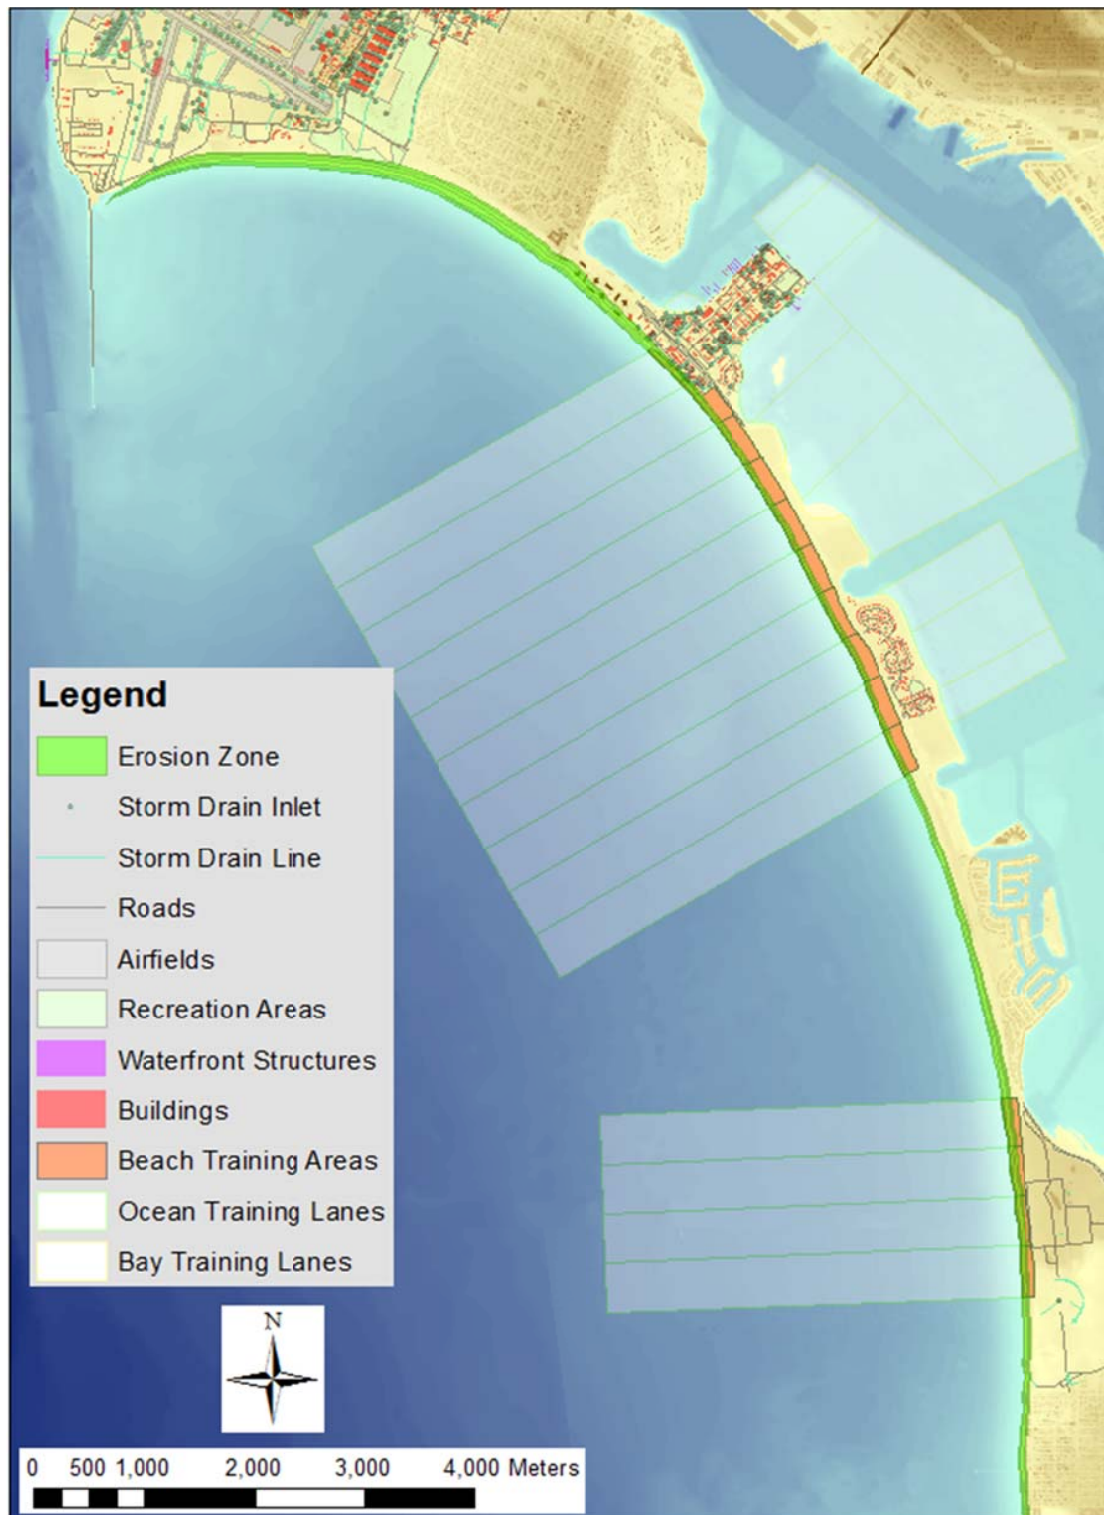 Legend
Erosion Zone
Storm Drain Inlet
Storm Drain Line
Roads
Airfields
Recreation Areas
Waterfront Structures
Buildings
Beach Training Areas
Ocean Training Lanes
Bay Training Lanes
N
0 500 1,000 2,000 3,000 4,000 Meters